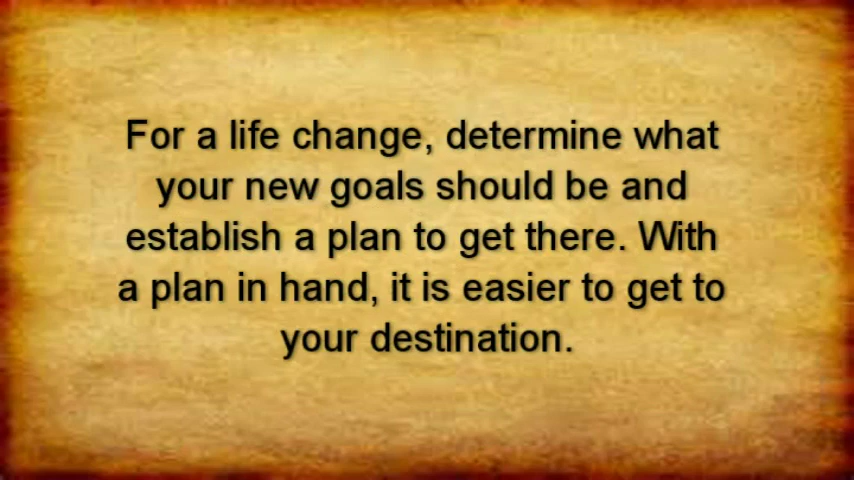 For a life change, determine what
your new goals should be and
establish a plan to get there. With
a plan in hand, it is easier to get to
your destination.